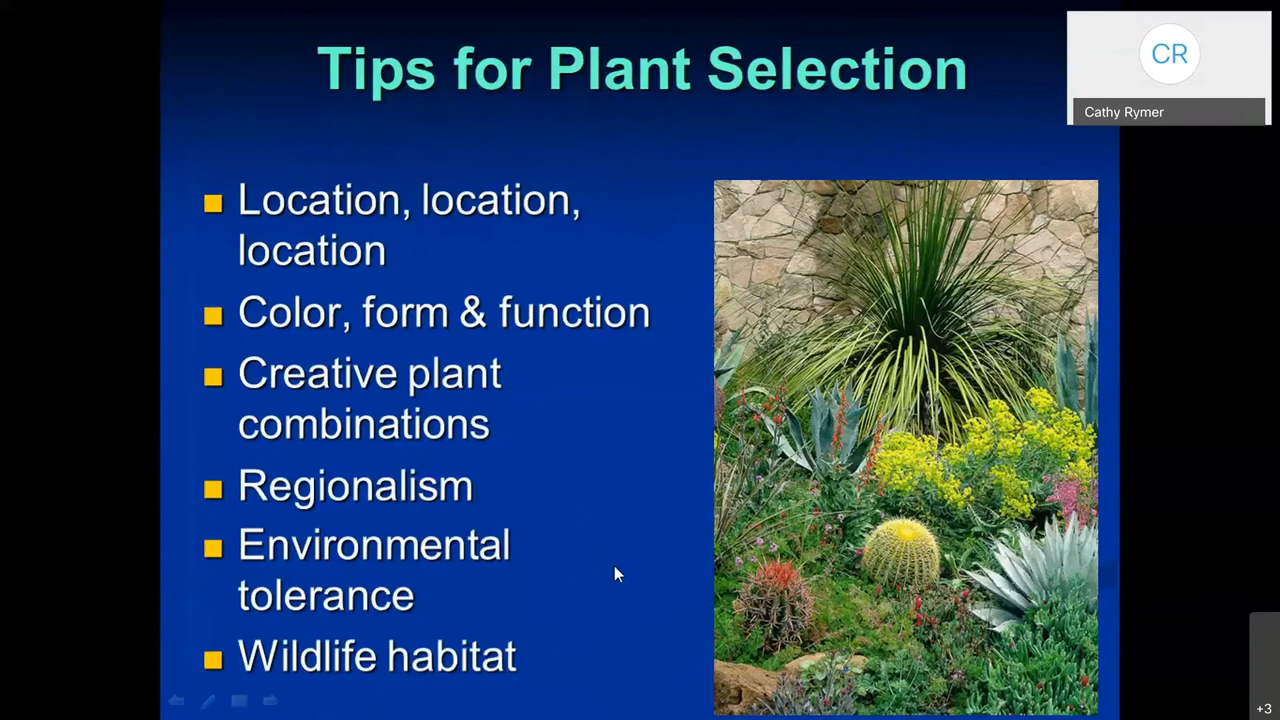 Tips for Plant Selection
CR
Cathy Rymer
Location, location,
location
Color, form & function
Creative plant
combinations
Regionalism
Environmental
tolerance
Wildlife habitat
+3